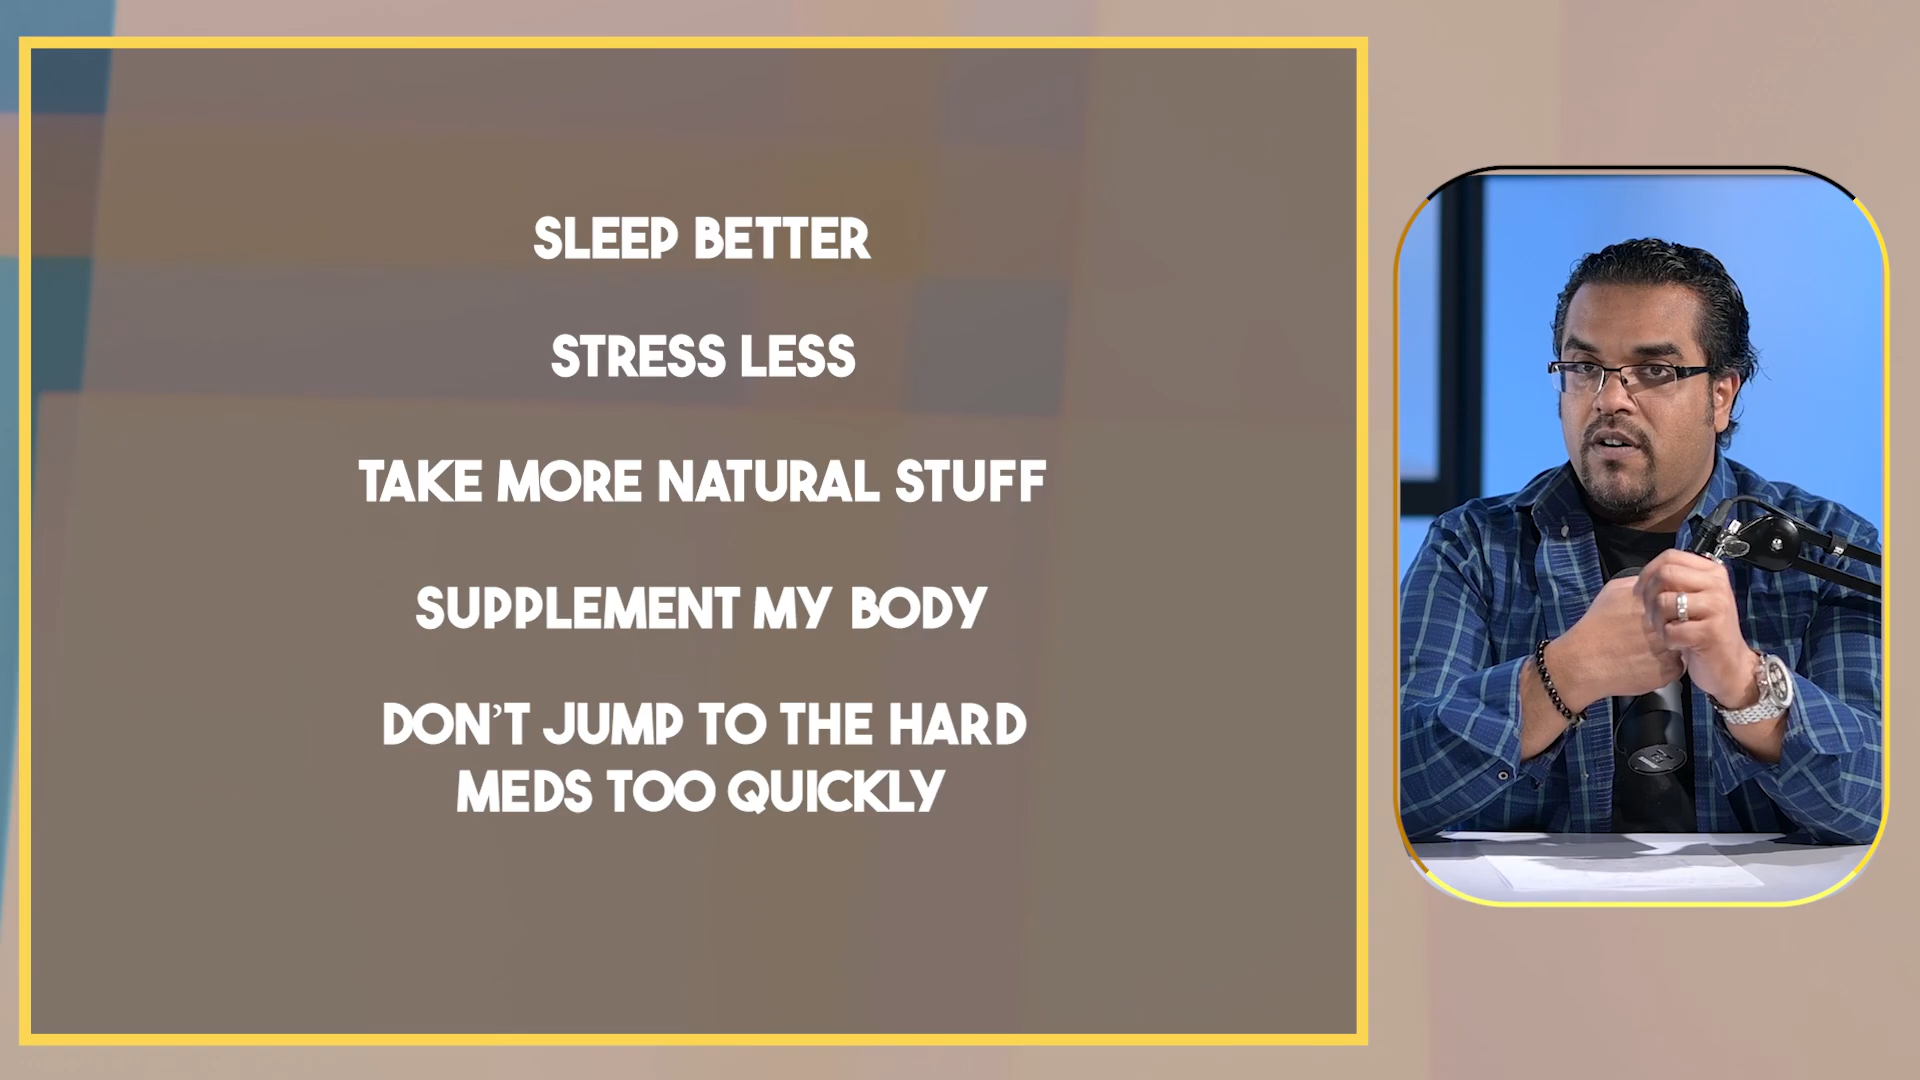 SLEEP BETTER
STRESS LESS
TAKE MORE NATURAL STUFF
SUPPLEMENT MY BODY
DON'T JUMP TO THE HARD
MEDS TOO QUICKLY